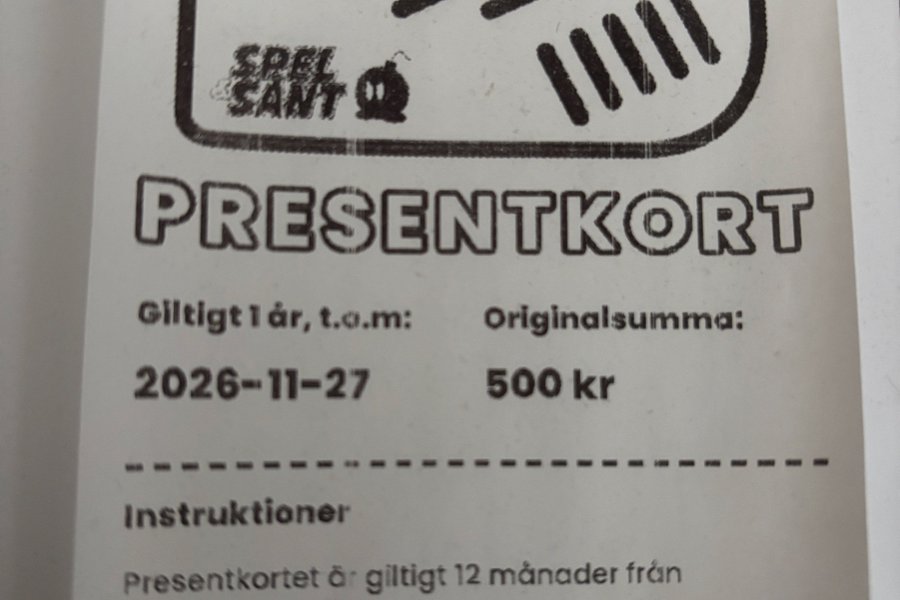 SPEL
SANT
PRESENTKORT
Giltigt 1 år, t.o.m:
Originalsumma:
2026-11-27
500 kr
Instruktioner
Presentkortet är giltigt 12 månader från